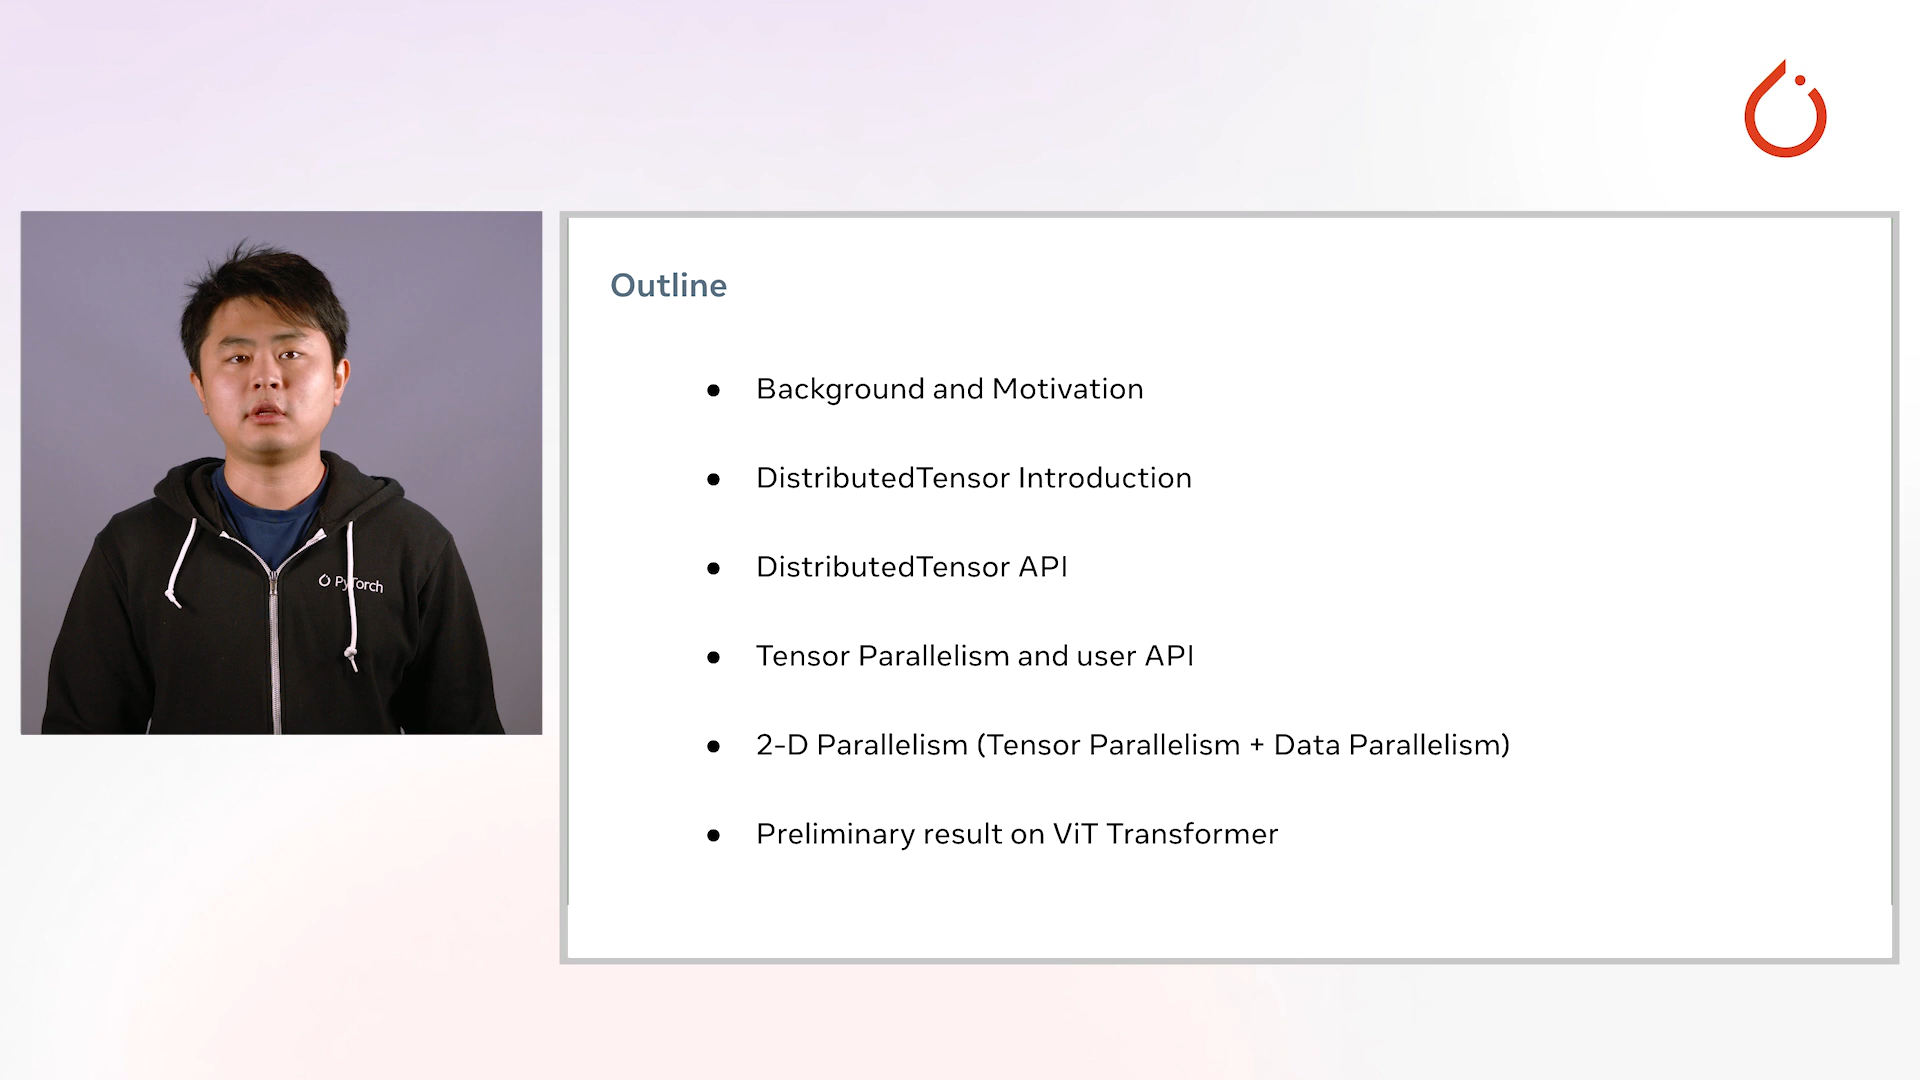 Outline
● Background and Motivation
● DistributedTensor Introduction
● DistributedTensor API
● Tensor Parallelism and user API
● 2-D Parallelism (Tensor Parallelism + Data Parallelism)
● Preliminary result on ViT Transformer
PyTorch